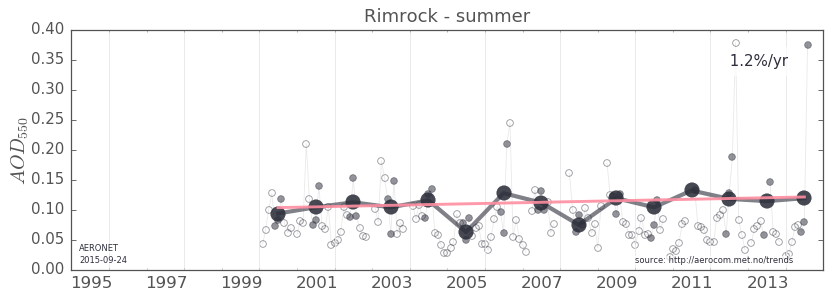 Rimrock - summer
0.40
0.35
0.30
0.25
0.20
0.15
0.10
0.05
0.00
AOD550
1.2%/yr
AERONET
2015-09-24
source: http://aerocom.met.no/trends
1995 1997 1999 2001 2003 2005 2007 2009 2011 2013